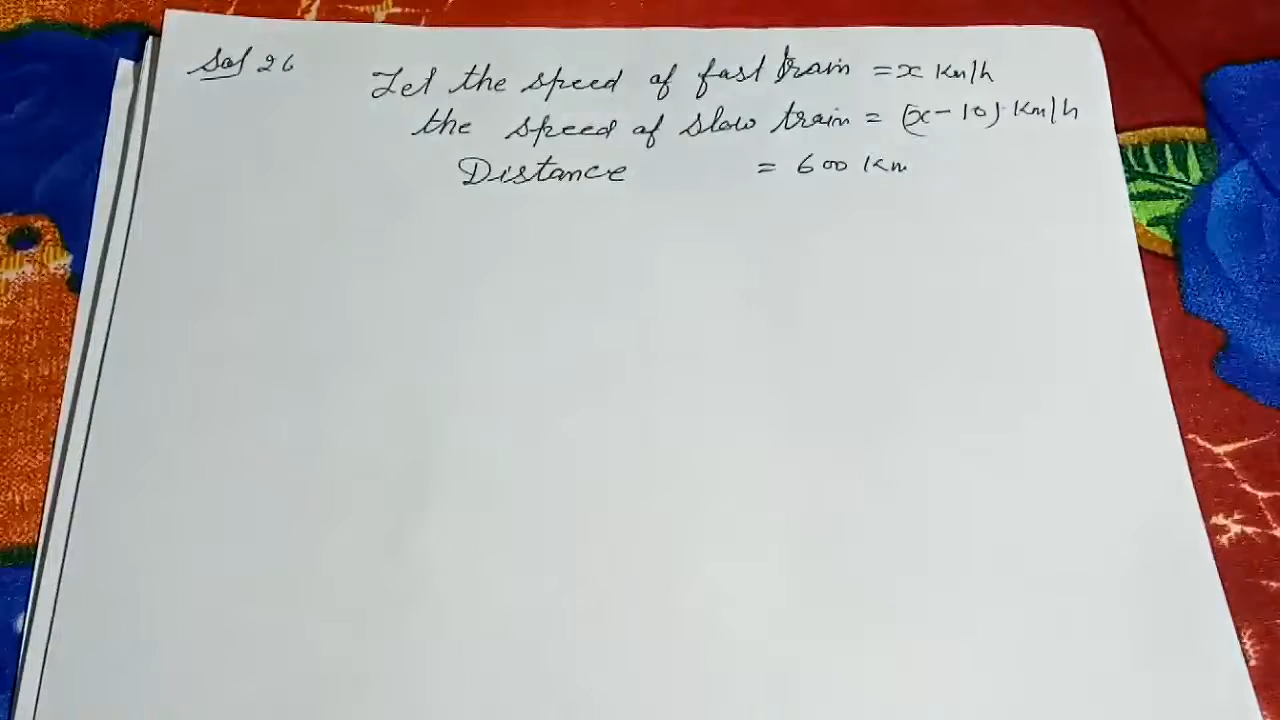 Sol 26
Let the speed of fast train = x Km/h
the speed of slow train = (x-10) Km/h
Distance = 600 Km